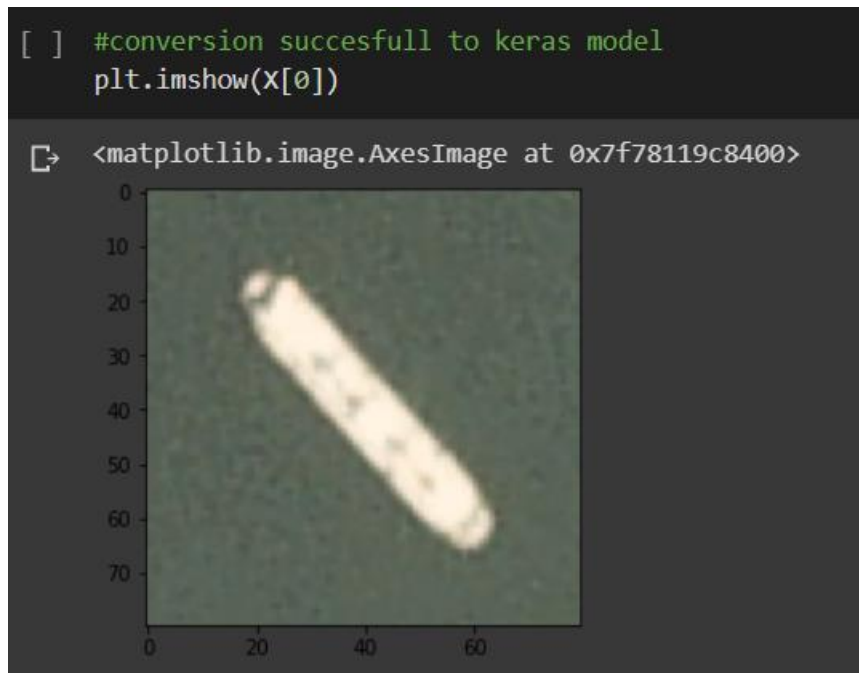 [ ] #conversion succesfull to keras model
plt.imshow(X[0])
<matplotlib.image.AxesImage at 0x7f78119c8400>
0
10
20
30
40
50
60
70
0 20 40 60